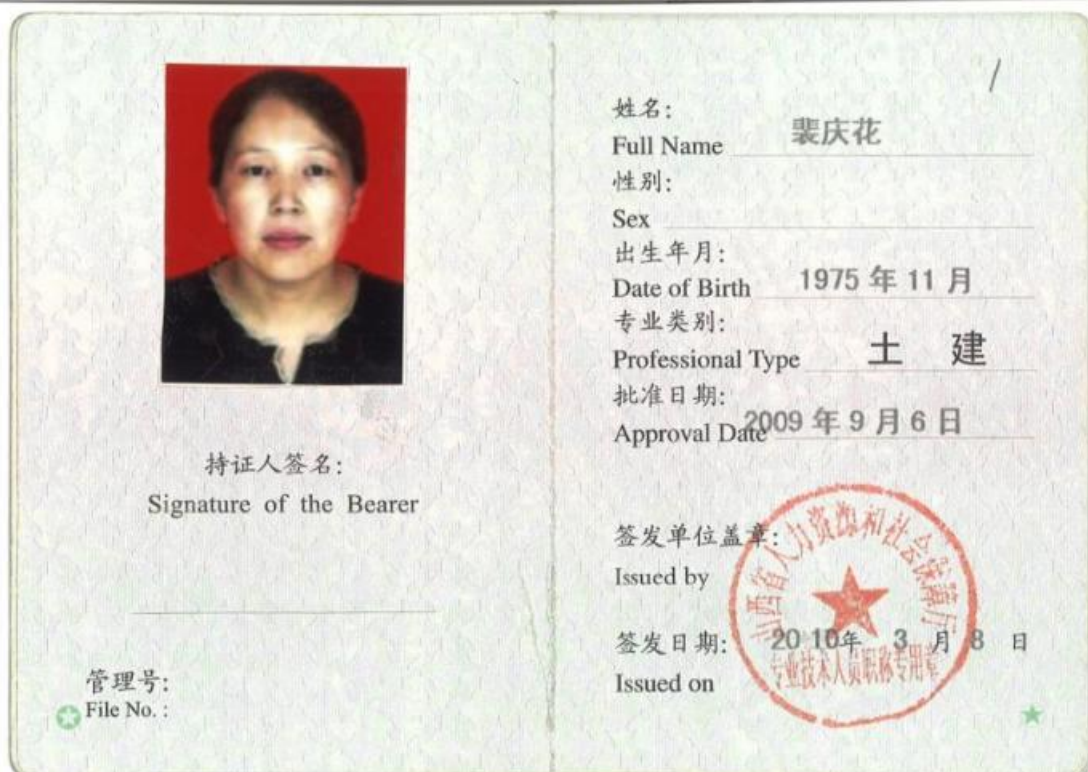 持证人签名:
Signature of the Bearer
管理号:
File No. :
姓名:
Full Name 裴庆花
性别:
Sex
出生年月:
Date of Birth 1975 年 11 月
专业类别:
Professional Type 土 建
批准日期:
Approval Date 2009 年 9 月 6 日
签发单位盖章:
Issued by
山西省人力资源和社会保障厅
签发日期: 2010年 3 月 8 日
专业技术人员职称专用章
Issued on